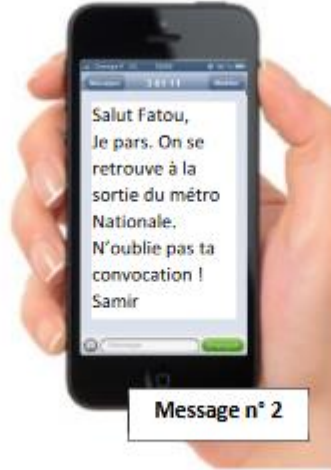 Salut Fatou,
Je pars. On se
retrouve à la
sortie du métro
Nationale.
N'oublie pas ta
convocation !
Samir
Message n° 2